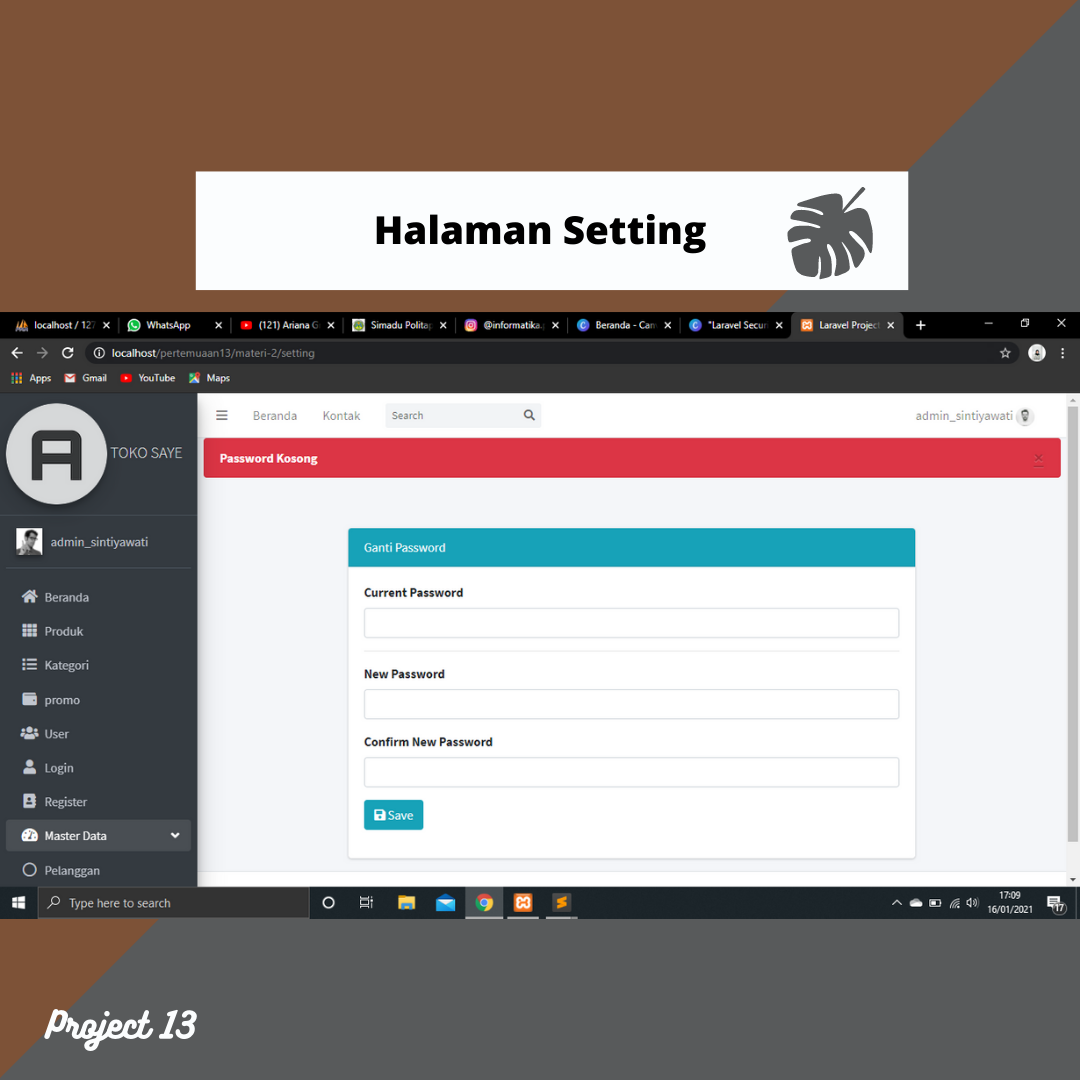 Halaman Setting
localhost / 127
WhatsApp
(121) Ariana G
Simadu Polita
@informatika.
Beranda - Can
"Laravel Secur
Laravel Project
localhost/pertemuaan13/materi-2/setting
Apps
Gmail
YouTube
Maps
A
TOKO SAYE
Beranda
Kontak
Search
admin_sintiyawati
Password Kosong
admin_sintiyawati
Beranda
Produk
Kategori
promo
User
Login
Register
Master Data
Pelanggan
Ganti Password
Current Password
New Password
Confirm New Password
Save
Type here to search
17:09
16/01/2021
17
Project 13